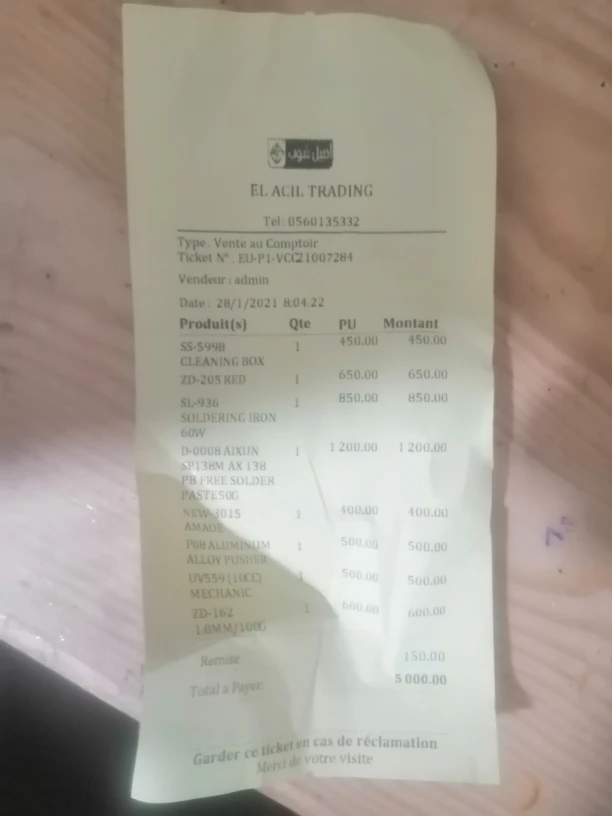 اصيل شوب
EL ACIL TRADING
Tel: 0560135332
Type : Vente au Comptoir
Ticket N° : EU-P1-VCC21007284
Vendeur : admin
Date : 28/1/2021 8:04:22
Produit(s) Qte PU Montant
SS-599B 1 450.00 450.00
CLEANING BOX
ZD-205 RED 1 650.00 650.00
SL-936 1 850.00 850.00
SOLDERING IRON
60W
D-0008 AIXUN 1 1 200.00 1 200.00
SP138M AX 138
PB FREE SOLDER
PASTE50G
NEW-3015 1 400.00 400.00
AMAOE
P08 ALUMINUM 1 500.00 500.00
ALLOY PUSHER
UV559 (10CC) 1 500.00 500.00
MECHANIC
ZD-162 1 600.00 600.00
1.0MM/100G
Remise 150.00
Total a Payer 5 000.00
Garder ce ticket en cas de réclamation
Merci de votre visite